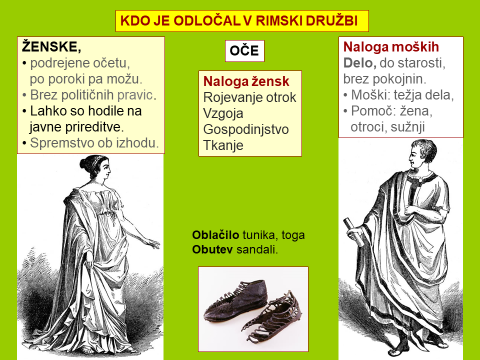 KDO JE ODLOČAL V RIMSKI DRUŽBI
ŽENSKE,
• podrejene očetu,
po poroki pa možu.
• Brez političnih pravic.
• Lahko so hodile na
javne prireditve.
• Spremstvo ob izhodu.
OČE
Naloga žensk
Rojevanje otrok
Vzgoja
Gospodinjstvo
Tkanje
Naloga moških
Delo, do starosti,
brez pokojnin.
• Moški: težja dela,
• Pomoč: žena,
otroci, sužnji
Oblačilo tunika, toga
Obutev sandali.